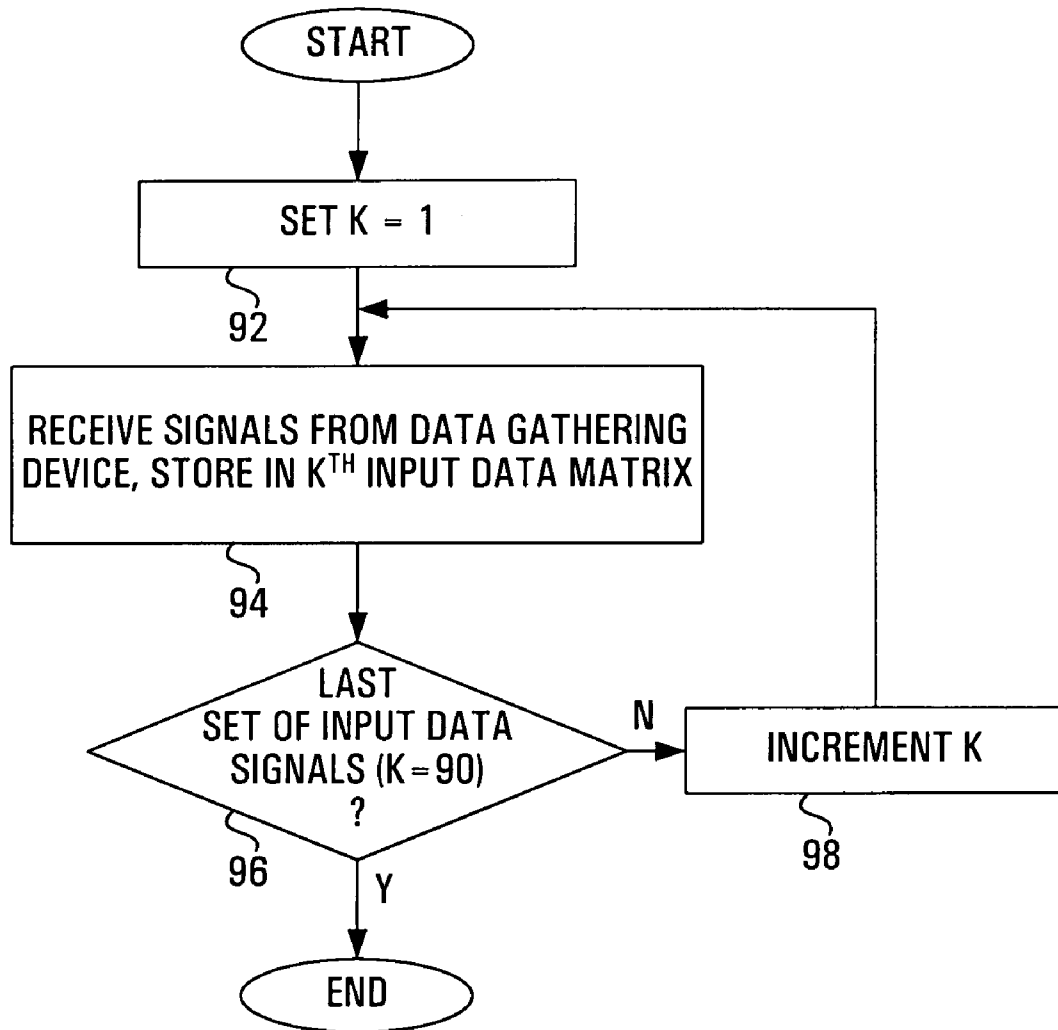 START
SET K = 1
92
RECEIVE SIGNALS FROM DATA GATHERING
DEVICE, STORE IN Kᵀᴴ INPUT DATA MATRIX
94
LAST
SET OF INPUT DATA
SIGNALS (K=90)
?
N
INCREMENT K
96
98
Y
END